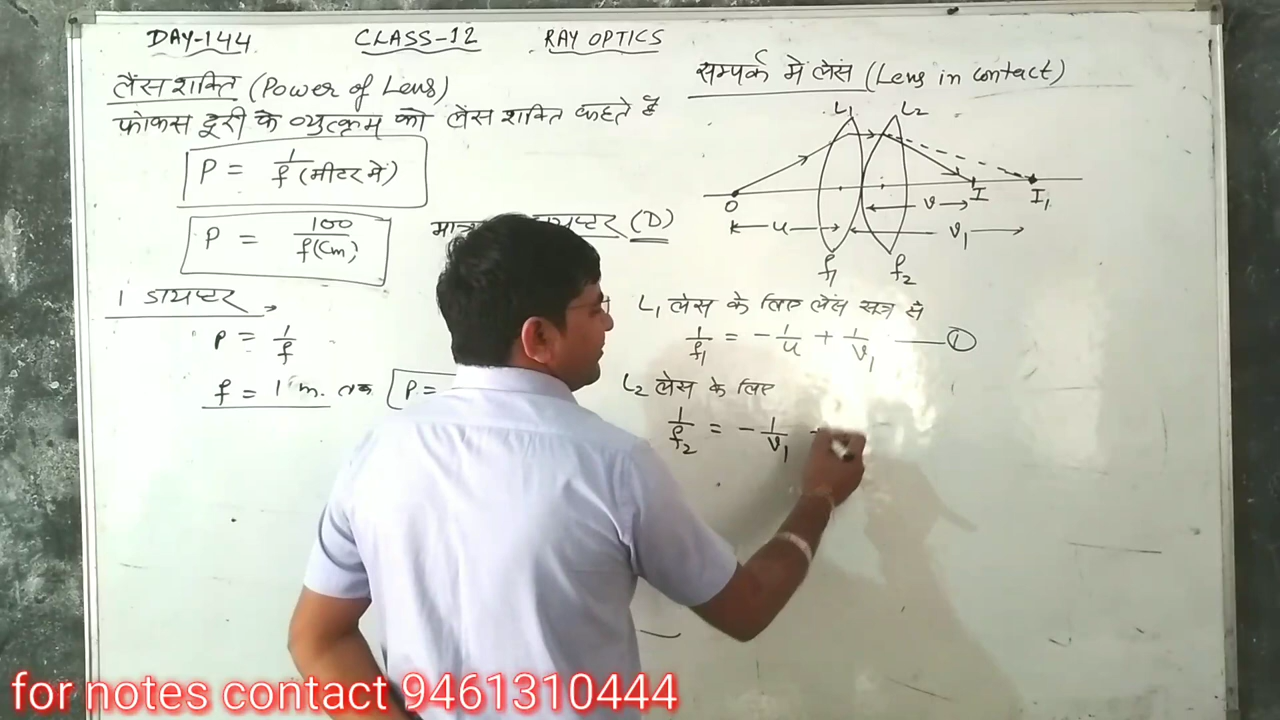 DAY-144 CLASS-12 RAY OPTICS
लैंस शक्ति (Power of Lens)
फोकस दूरी के व्युत्क्रम को लेंस शक्ति कहते है
P = 1/f (मीटर में)
P = 100/f(Cm)
(D)
1 डायप्टर →
P = 1/f
f = 1 m. तक P =
सम्पर्क में लेंस (Lens in contact)
L1 L2
O I I1
u v
v1
f1 f2
L1 लेंस के लिए लेंस सूत्र से
1/f1 = - 1/u + 1/v1 —— ①
L2 लेंस के लिए
1/f2 = - 1/v1
for notes contact 9461310444